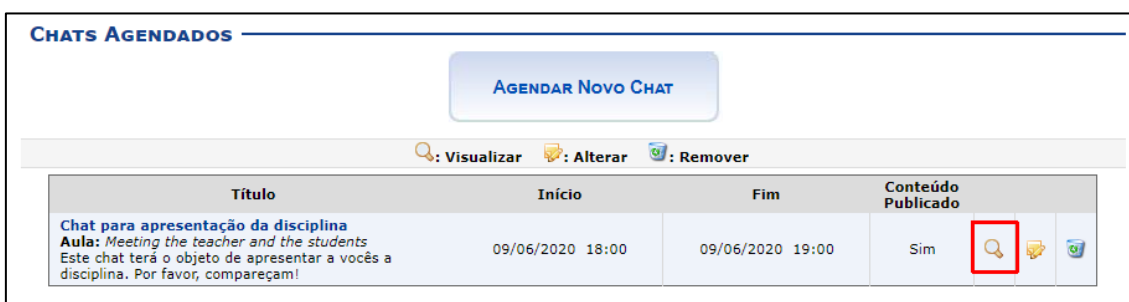 CHATS AGENDADOS
AGENDAR NOVO CHAT
: Visualizar : Alterar : Remover
Título Início Fim Conteúdo Publicado
Chat para apresentação da disciplina
Aula: Meeting the teacher and the students
Este chat terá o objeto de apresentar a vocês a
disciplina. Por favor, compareçam!
09/06/2020 18:00 09/06/2020 19:00 Sim